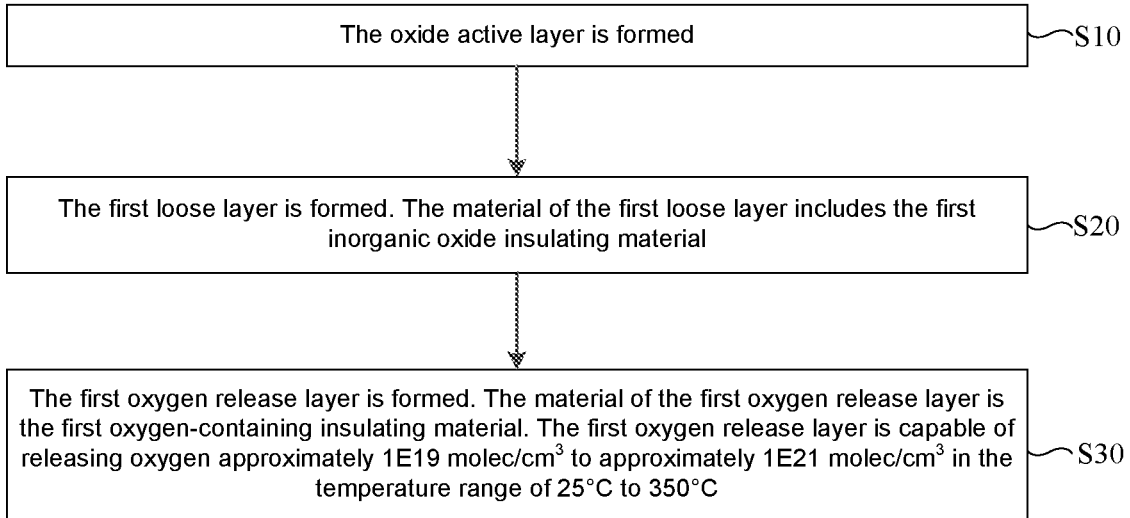 The oxide active layer is formed
S10
The first loose layer is formed. The material of the first loose layer includes the first
inorganic oxide insulating material
S20
The first oxygen release layer is formed. The material of the first oxygen release layer is
the first oxygen-containing insulating material. The first oxygen release layer is capable of
releasing oxygen approximately 1E19 molec/cm³ to approximately 1E21 molec/cm³ in the
temperature range of 25°C to 350°C
S30